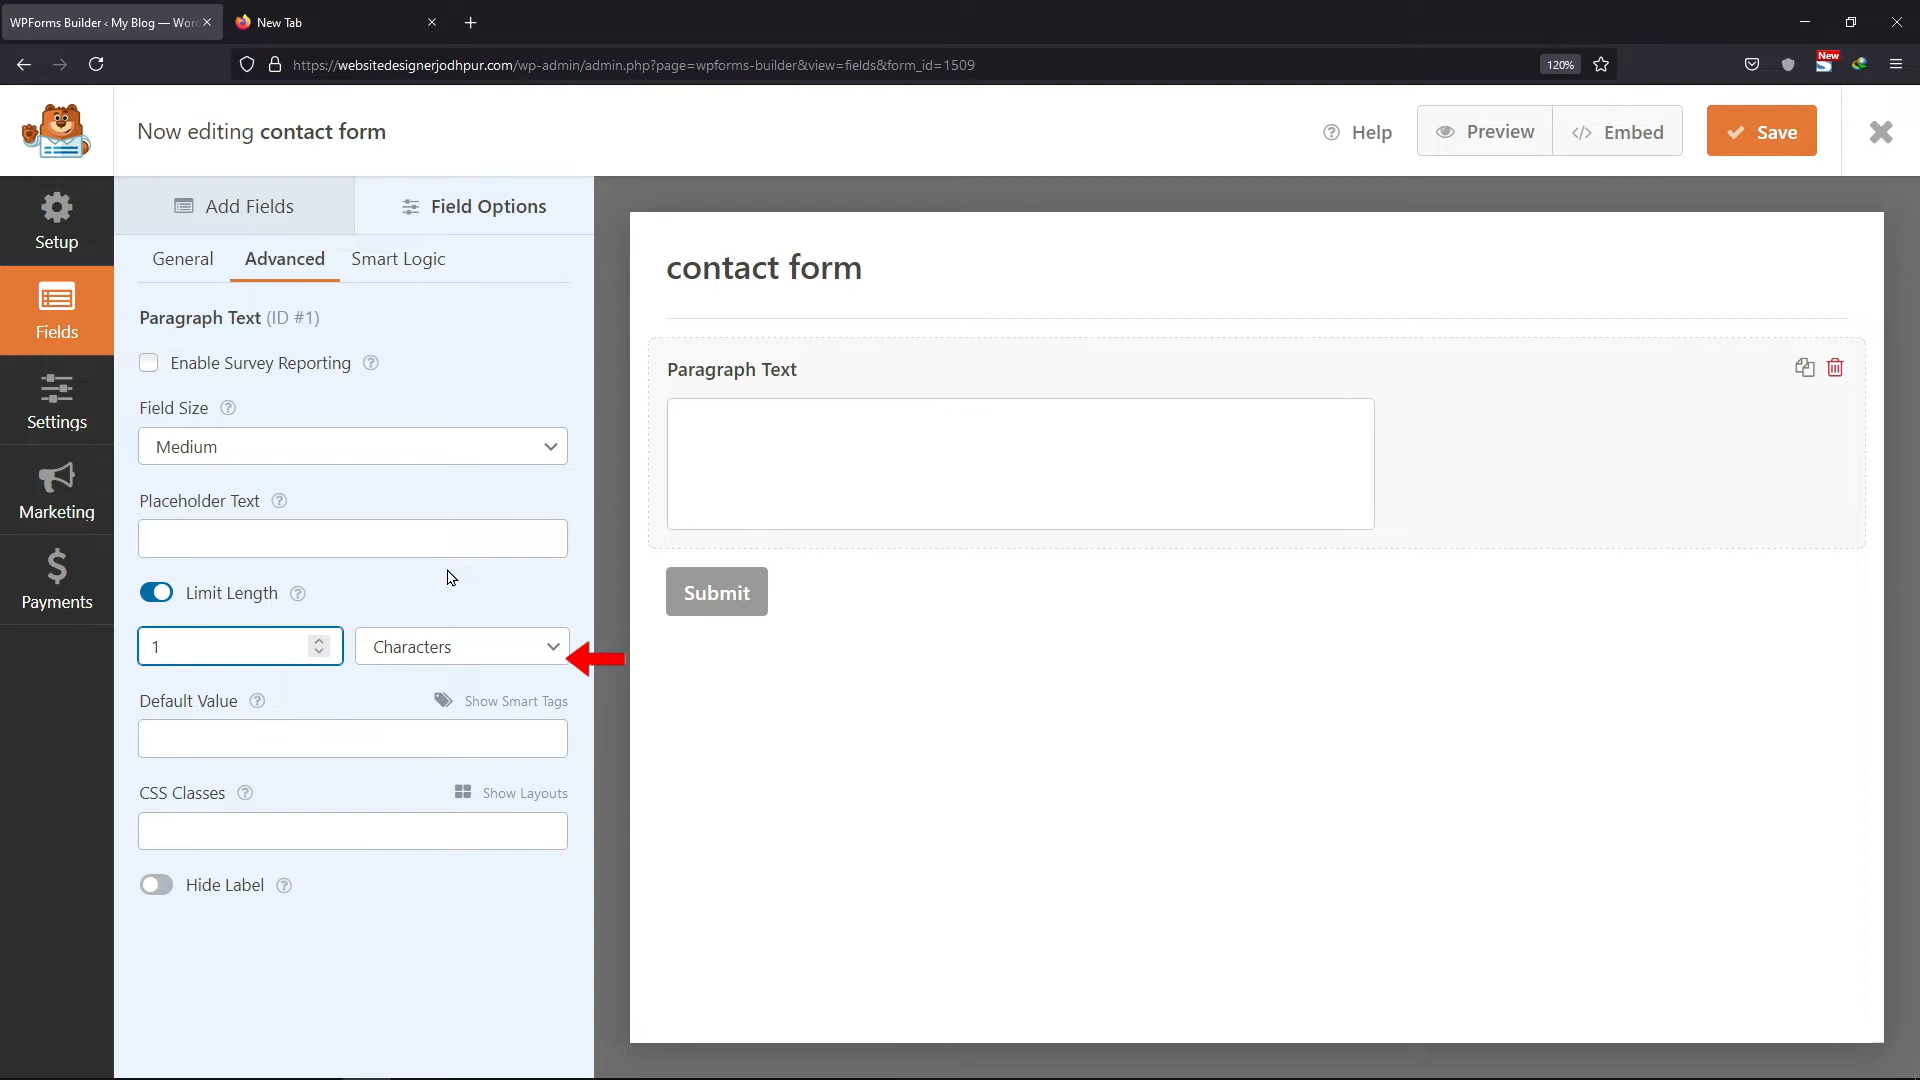 WPForms Builder ‹ My Blog — Wor
New Tab
https://websitedesignerjodhpur.com/wp-admin/admin.php?page=wpforms-builder&view=fields&form_id=1509
120%
New
Now editing contact form
Help
Preview
Embed
Save
Setup
Fields
Settings
Marketing
Payments
Add Fields
Field Options
General
Advanced
Smart Logic
Paragraph Text (ID #1)
Enable Survey Reporting
Field Size
Medium
Placeholder Text
Limit Length
1
Characters
Default Value
Show Smart Tags
CSS Classes
Show Layouts
Hide Label
contact form
Paragraph Text
Submit